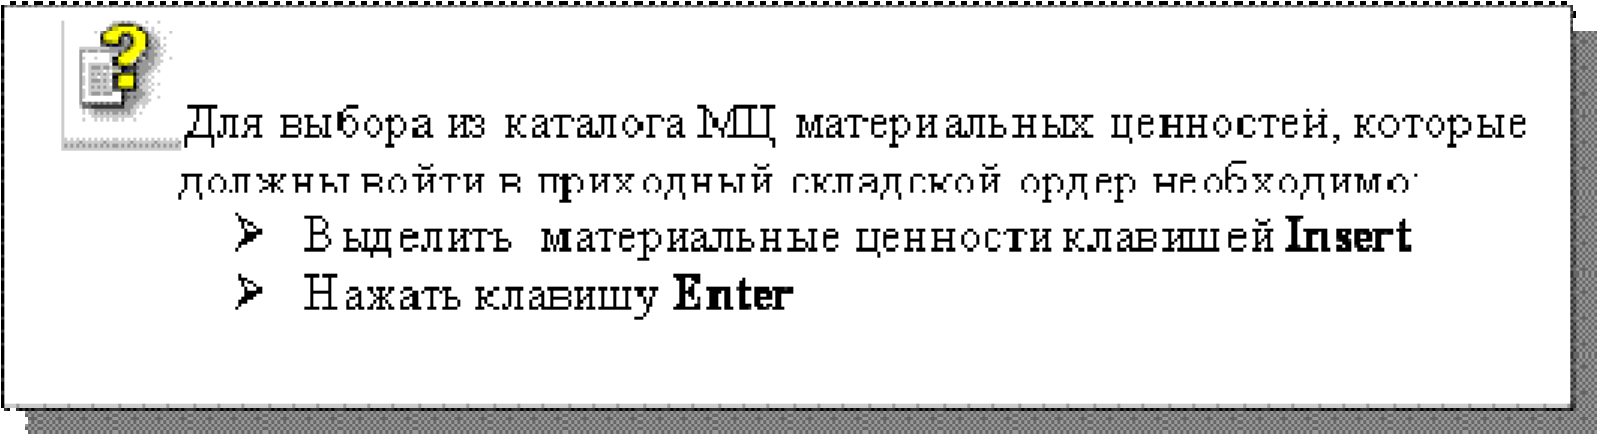 Для выбора из каталога МЦ материальных ценностей, которые
должны войти в приходный складской ордер необходимо:
➢ Выделить материальные ценности клавишей Insert
➢ Нажать клавишу Enter